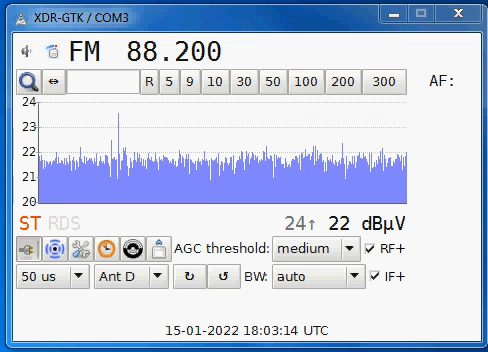 XDR-GTK / COM3
FM 88.200
R 5 9 10 30 50 100 200 300 AF:
24
23
22
21
20
ST RDS 24↑ 22 dBµV
AGC threshold: medium RF+
50 us Ant D ↻ ↺ BW: auto IF+
15-01-2022 18:03:14 UTC